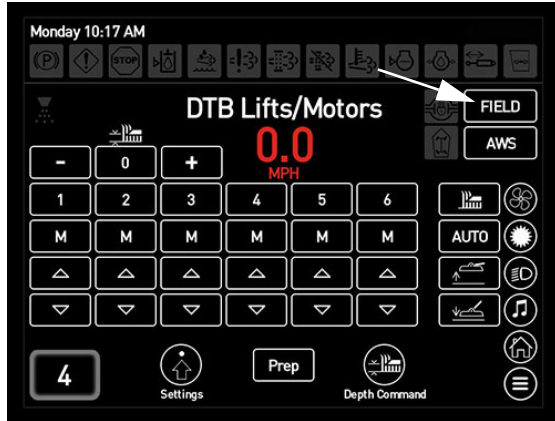 Monday 10:17 AM
(P) STOP
DTB Lifts/Motors FIELD
AWS
0.0
MPH
- 0 +
1 2 3 4 5 6
M M M M M M AUTO
4 Prep
Settings Depth Command